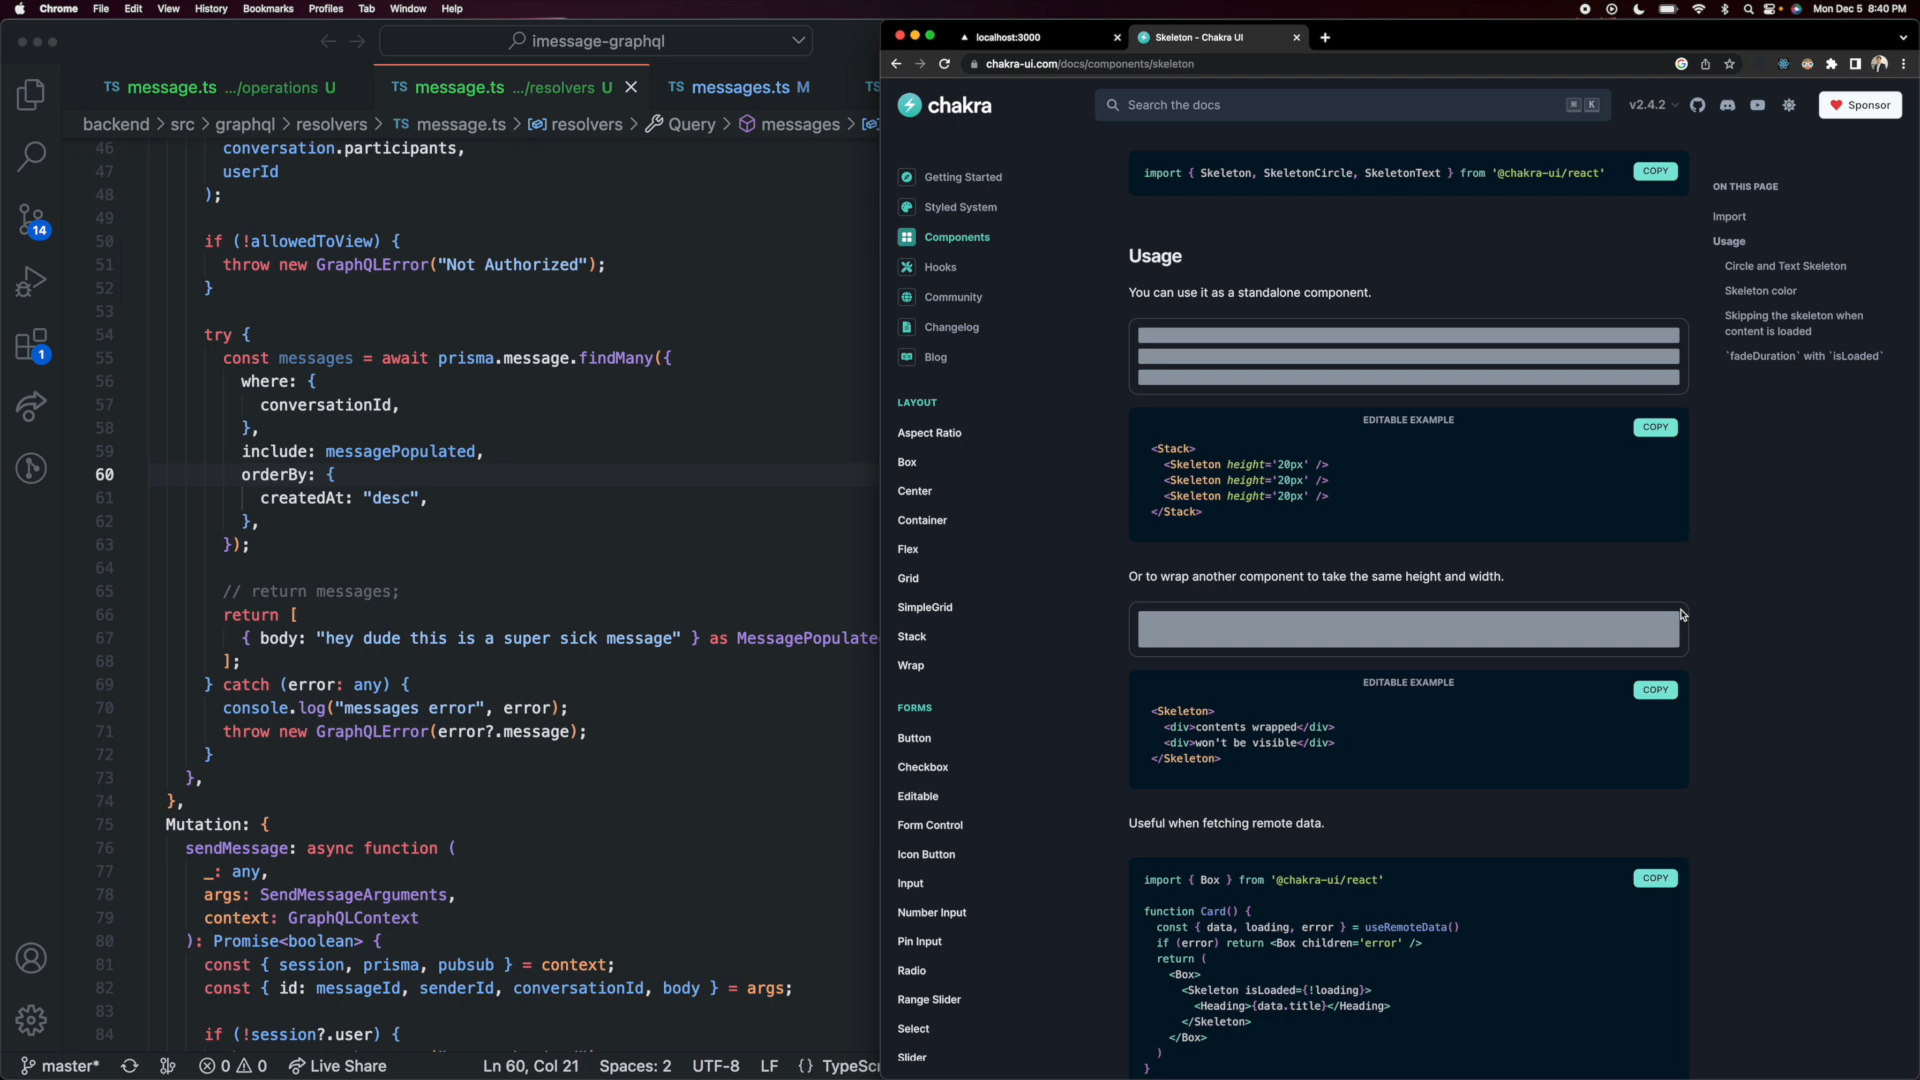 Chrome File Edit View History Bookmarks Profiles Tab Window Help
Mon Dec 5 8:40 PM
imessage-graphql
TS message.ts .../operations U
TS message.ts .../resolvers U
TS messages.ts M
TS
backend > src > graphql > resolvers > TS message.ts > resolvers > Query > messages >
46 conversation.participants,
47 userId
48 );
49
50 if (!allowedToView) {
51 throw new GraphQLError("Not Authorized");
52 }
53
54 try {
55 const messages = await prisma.message.findMany({
56 where: {
57 conversationId,
58 },
59 include: messagePopulated,
60 orderBy: {
61 createdAt: "desc",
62 },
63 });
64
65 // return messages;
66 return [
67 { body: "hey dude this is a super sick message" } as MessagePopulate
68 ];
69 } catch (error: any) {
70 console.log("messages error", error);
71 throw new GraphQLError(error?.message);
72 }
73 },
74 },
75 Mutation: {
76 sendMessage: async function (
77 _: any,
78 args: SendMessageArguments,
79 context: GraphQLContext
80 ): Promise<boolean> {
81 const { session, prisma, pubsub } = context;
82 const { id: messageId, senderId, conversationId, body } = args;
83
84 if (!session?.user) {
14
1
master* 0 0 Live Share Ln 60, Col 21 Spaces: 2 UTF-8 LF {} TypeSc
localhost:3000
Skeleton - Chakra UI
chakra-ui.com/docs/components/skeleton
chakra
Search the docs
⌘ K
v2.4.2
Sponsor
Getting Started
Styled System
Components
Hooks
Community
Changelog
Blog
LAYOUT
Aspect Ratio
Box
Center
Container
Flex
Grid
SimpleGrid
Stack
Wrap
FORMS
Button
Checkbox
Editable
Form Control
Icon Button
Input
Number Input
Pin Input
Radio
Range Slider
Select
Slider
import { Skeleton, SkeletonCircle, SkeletonText } from '@chakra-ui/react'
COPY
Usage
You can use it as a standalone component.
EDITABLE EXAMPLE
COPY
<Stack>
<Skeleton height='20px' />
<Skeleton height='20px' />
<Skeleton height='20px' />
</Stack>
Or to wrap another component to take the same height and width.
EDITABLE EXAMPLE
COPY
<Skeleton>
<div>contents wrapped</div>
<div>won't be visible</div>
</Skeleton>
Useful when fetching remote data.
COPY
import { Box } from '@chakra-ui/react'
function Card() {
const { data, loading, error } = useRemoteData()
if (error) return <Box children='error' />
return (
<Box>
<Skeleton isLoaded={!loading}>
<Heading>{data.title}</Heading>
</Skeleton>
</Box>
)
}
ON THIS PAGE
Import
Usage
Circle and Text Skeleton
Skeleton color
Skipping the skeleton when
content is loaded
`fadeDuration` with `isLoaded`